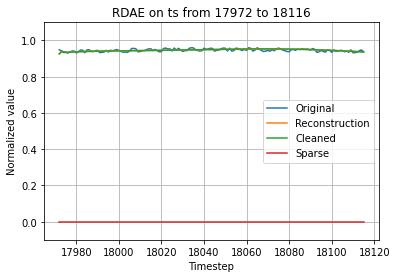 RDAE on ts from 17972 to 18116
Normalized value
1.0
0.8
0.6
0.4
0.2
0.0
Original
Reconstruction
Cleaned
Sparse
17980 18000 18020 18040 18060 18080 18100 18120
Timestep